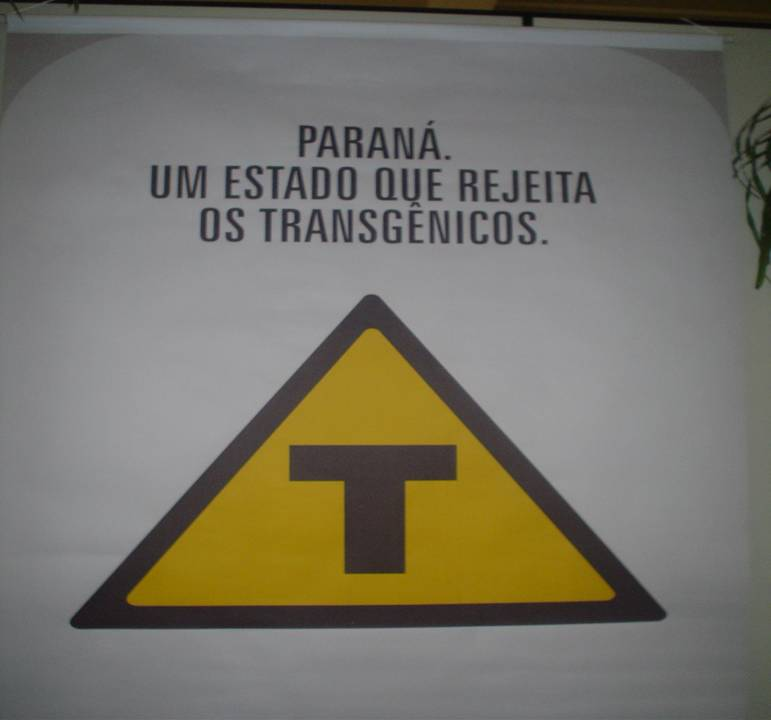 PARANÁ.
UM ESTADO QUE REJEITA
OS TRANSGÊNICOS.
T